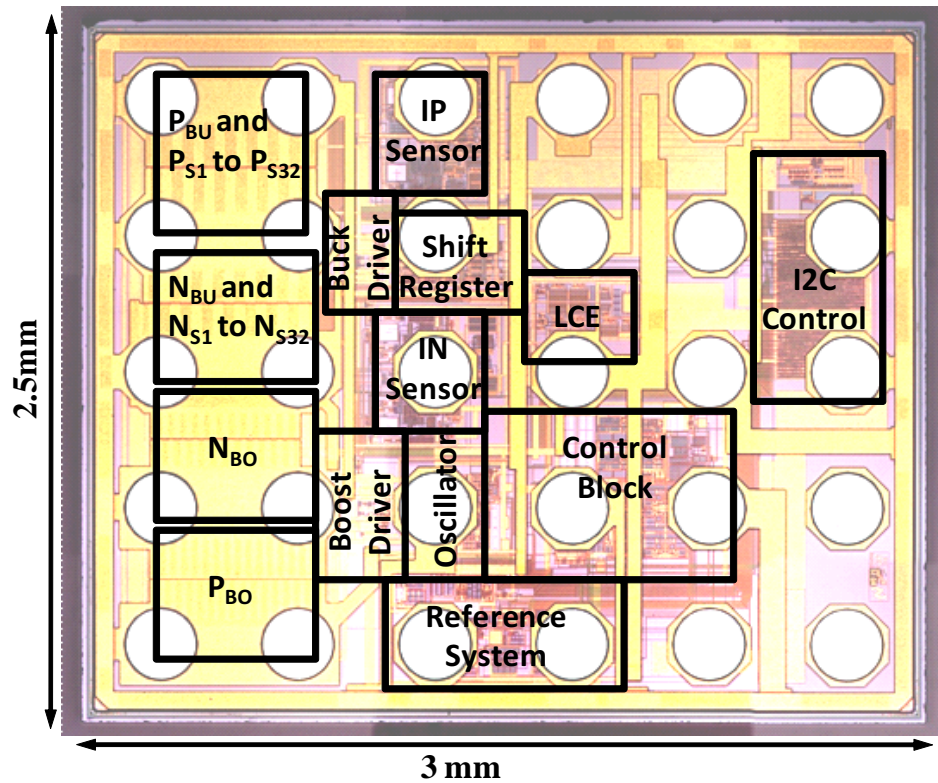 P_BU and
P_S1 to P_S32
IP
Sensor
Buck
Driver
Shift
Register
I2C
Control
N_BU and
N_S1 to N_S32
LCE
IN
Sensor
N_BO
Boost
Driver
Oscillator
Control
Block
P_BO
Reference
System
2.5mm
3 mm